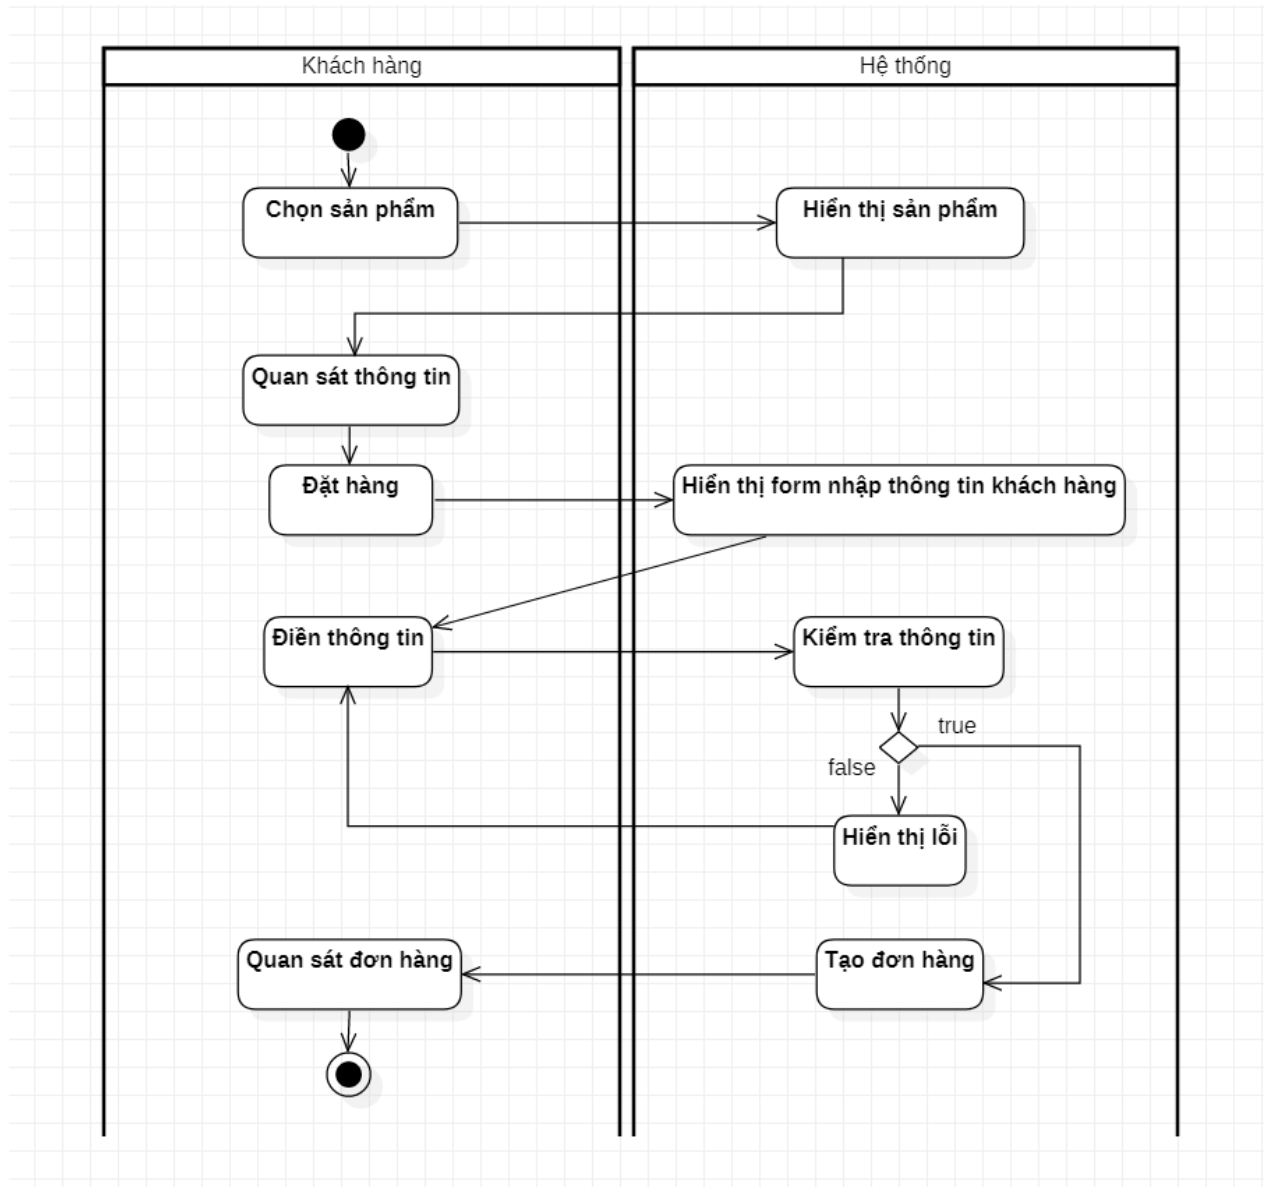 Khách hàng
Hệ thống
Chọn sản phẩm
Hiển thị sản phẩm
Quan sát thông tin
Đặt hàng
Hiển thị form nhập thông tin khách hàng
Điền thông tin
Kiểm tra thông tin
true
false
Hiển thị lỗi
Quan sát đơn hàng
Tạo đơn hàng